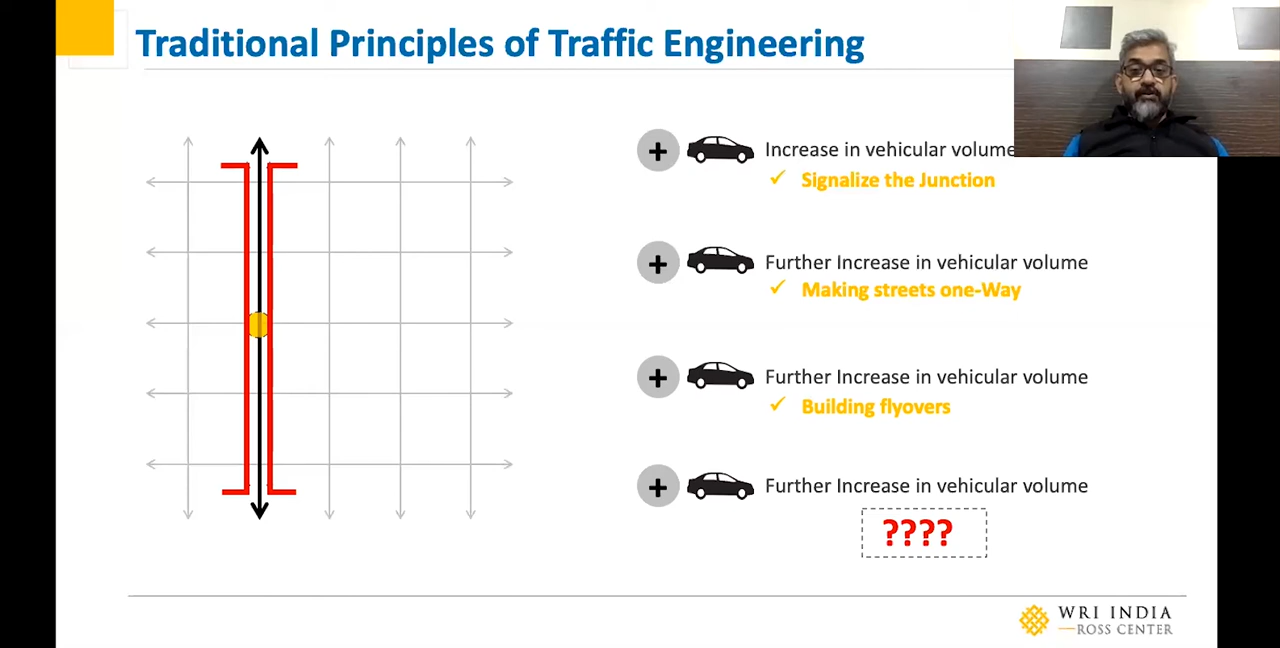 Traditional Principles of Traffic Engineering
+ Increase in vehicular volume
✓ Signalize the Junction
+ Further Increase in vehicular volume
✓ Making streets one-Way
+ Further Increase in vehicular volume
✓ Building flyovers
+ Further Increase in vehicular volume
????
WRI INDIA
ROSS CENTER